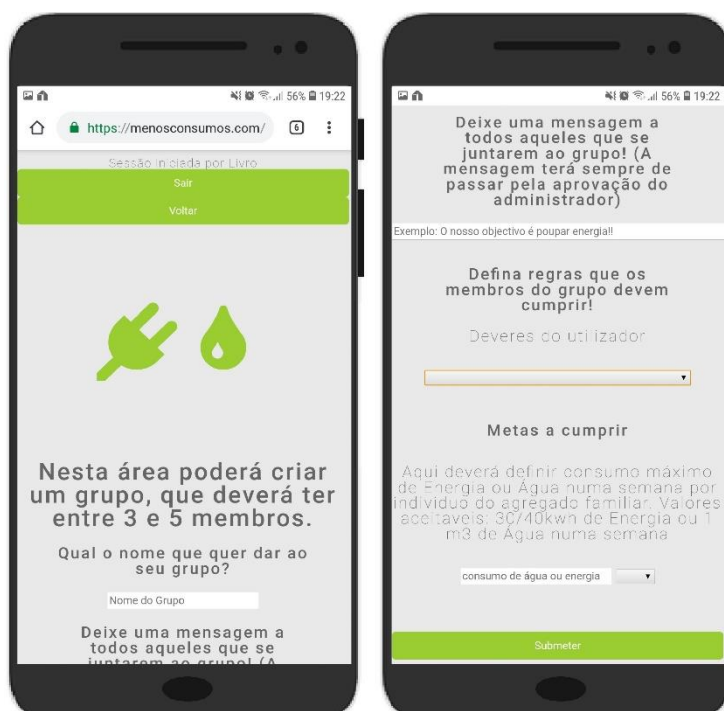 56% 19:22
https://menosconsumos.com/
6
Sessão iniciada por Livro
Sair
Voltar
Nesta área poderá criar
um grupo, que deverá ter
entre 3 e 5 membros.
Qual o nome que quer dar ao
seu grupo?
Nome do Grupo
Deixe uma mensagem a
todos aqueles que se
juntarem ao grupo! (A
56% 19:22
Deixe uma mensagem a
todos aqueles que se
juntarem ao grupo! (A
mensagem terá sempre de
passar pela aprovação do
administrador)
Exemplo: O nosso objectivo é poupar energia!!
Defina regras que os
membros do grupo devem
cumprir!
Deveres do utilizador
Metas a cumprir
Aqui deverá definir consumo máximo
de Energia ou Água numa semana por
individuo do agregado familiar. Valores
aceitaveis: 30/40kwn de Energia ou 1
m3 de Água numa semana
consumo de água ou energia
Submeter